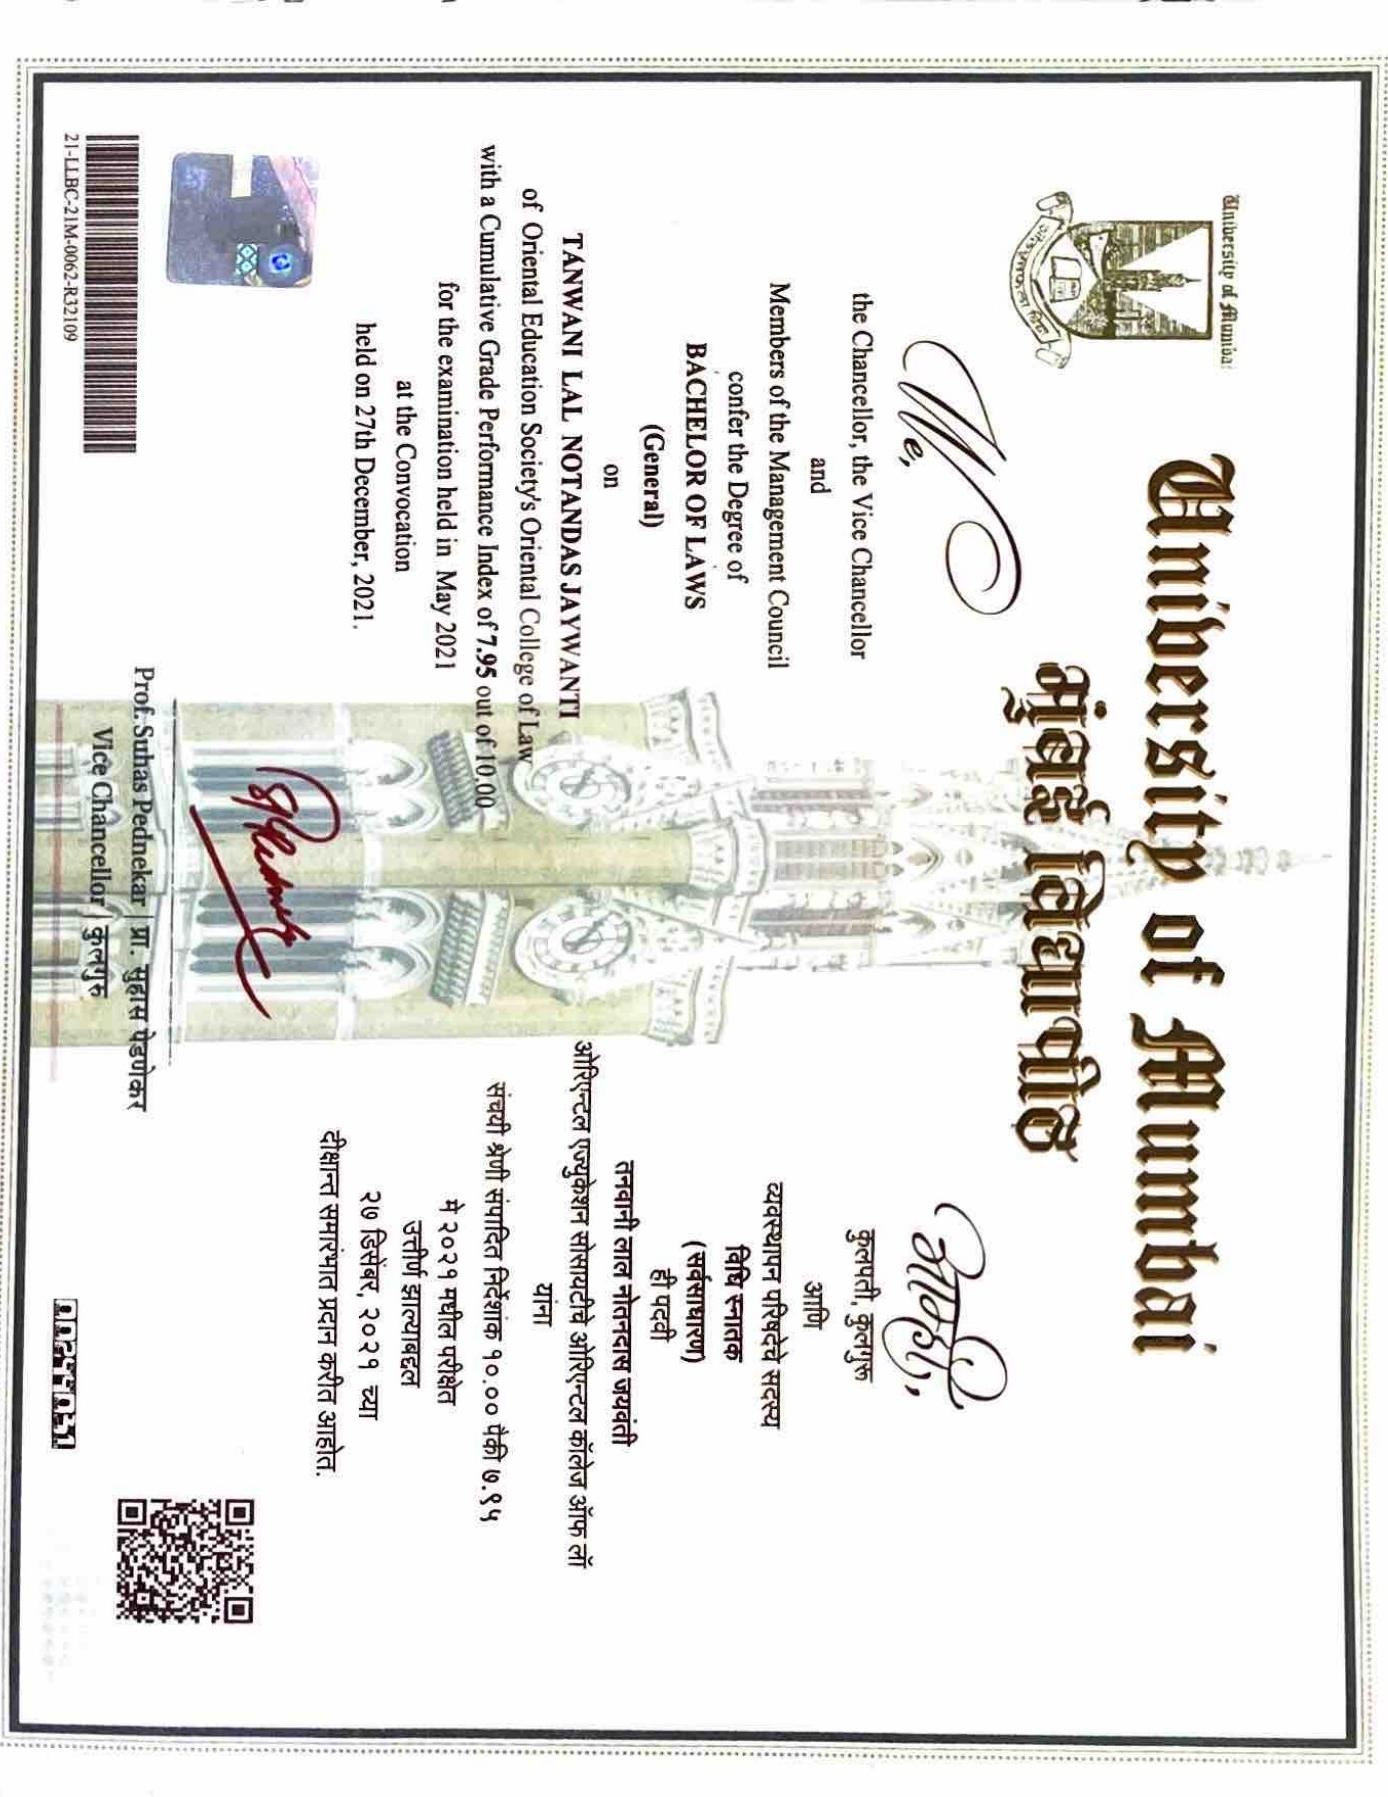 University of Mumbai
University of Mumbai
मुंबई विद्यापीठ
We,
the Chancellor, the Vice Chancellor
and
Members of the Management Council
confer the Degree of
BACHELOR OF LAWS
(General)
on
TANWANI LAL NOTANDAS JAYWANTI
of Oriental Education Society's Oriental College of Law
with a Cumulative Grade Performance Index of 7.95 out of 10.00
for the examination held in May 2021
at the Convocation
held on 27th December, 2021.
आम्ही,
कुलपती, कुलगुरू
आणि
व्यवस्थापन परिषदेचे सदस्य
विधि स्नातक
(सर्वसाधारण)
ही पदवी
तनवानी लाल नोतनदास जयवंती
ओरिएन्टल एज्युकेशन सोसायटीचे ओरिएन्टल कॉलेज ऑफ लॉ
यांना
संचयी श्रेणी संपादित निर्देशांक १०.०० पैकी ७.९५
मे २०२१ मधील परीक्षेत
उत्तीर्ण झाल्याबद्दल
२७ डिसेंबर, २०२१ च्या
दीक्षान्त समारंभात प्रदान करीत आहोत.
Prof. Suhas Pednekar | प्रा. सुहास पेडणेकर
Vice Chancellor | कुलगुरू
21-LLBC-21M-0062-R32109